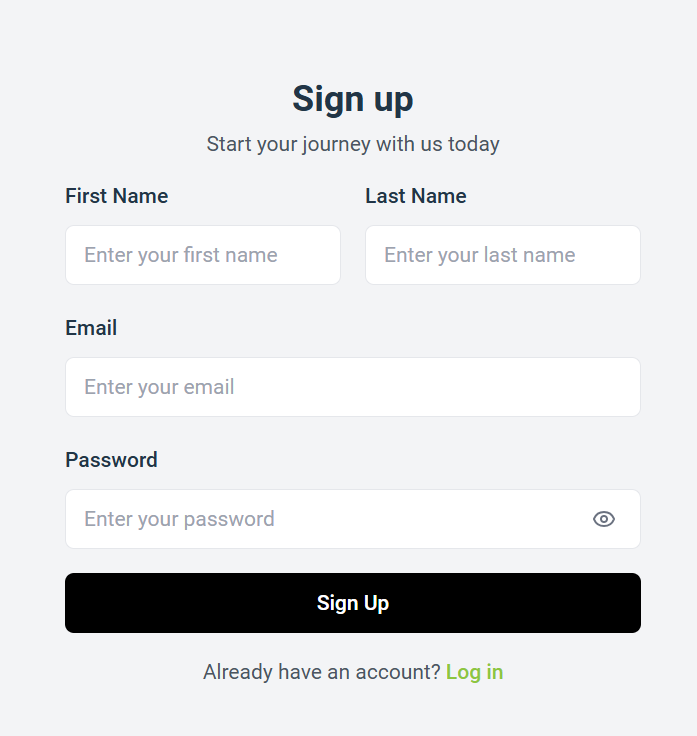 Sign up
Start your journey with us today
First Name
Last Name
Enter your first name
Enter your last name
Email
Enter your email
Password
Enter your password
Sign Up
Already have an account? Log in